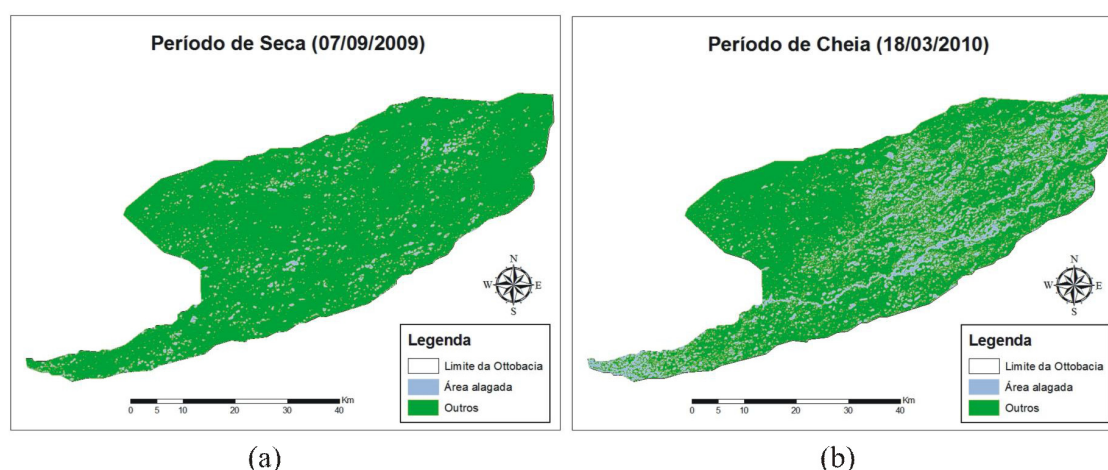 Período de Seca (07/09/2009)
N
W
E
S
Legenda
Limite da Ottobacia
Área alagada
Outros
Km
0 5 10 20 30 40
(a)
Período de Cheia (18/03/2010)
N
W
E
S
Legenda
Limite da Ottobacia
Área alagada
Outros
Km
0 5 10 20 30 40
(b)